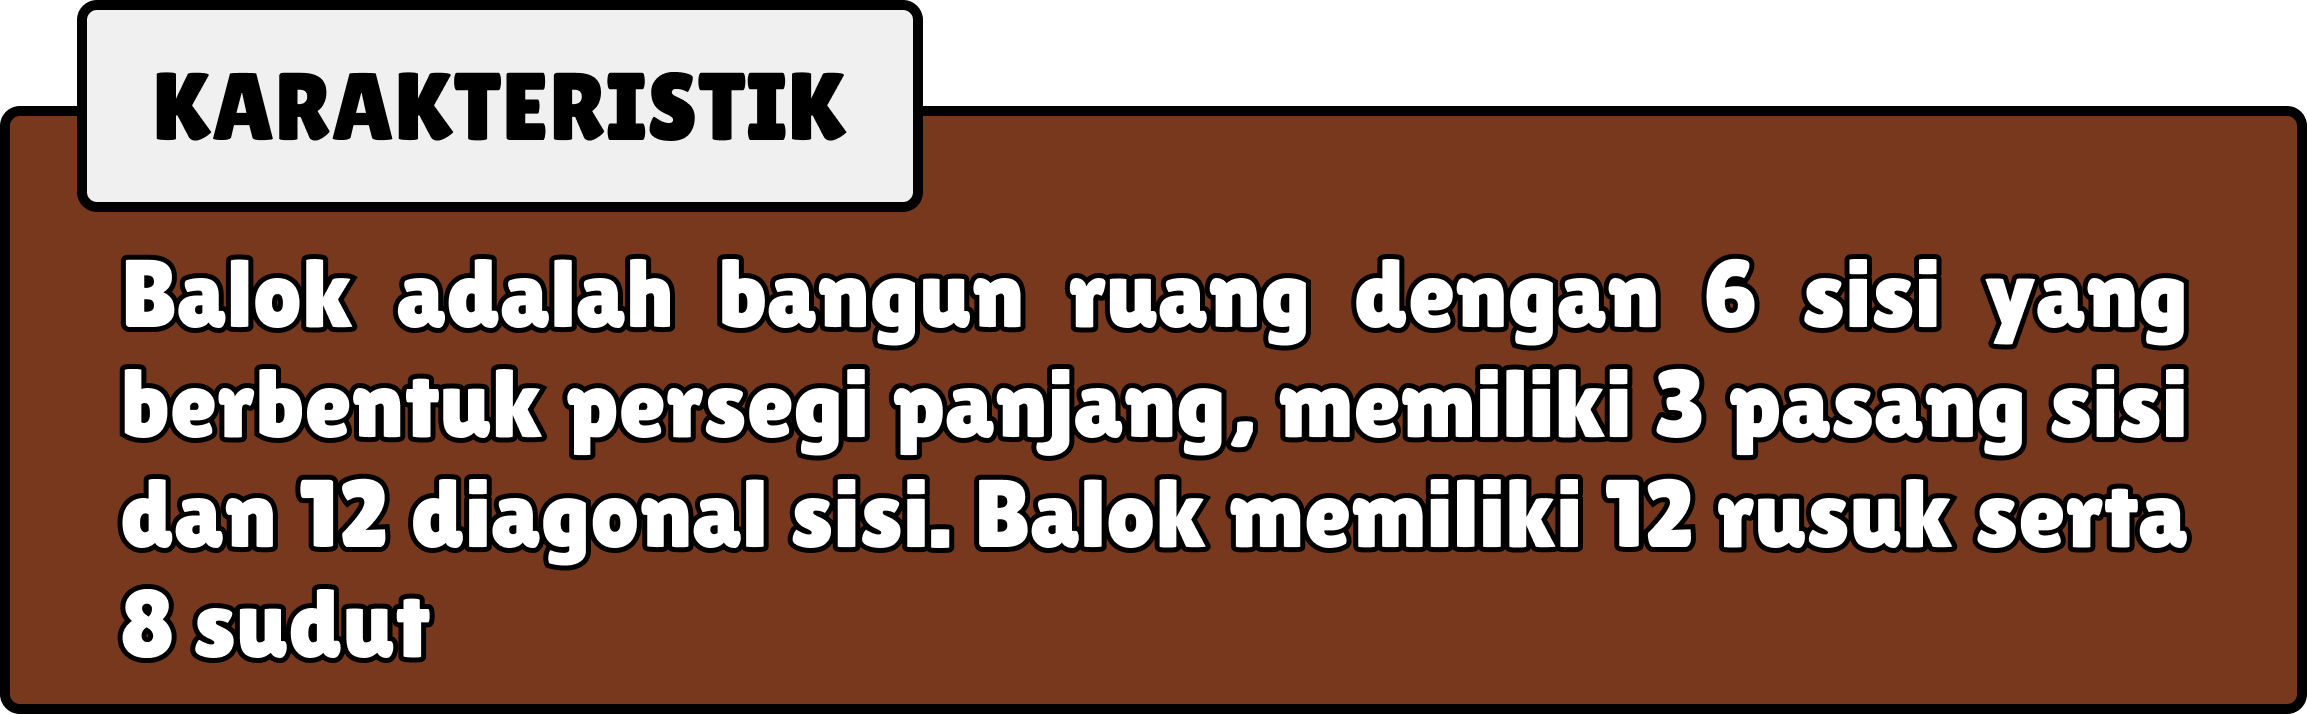 KARAKTERISTIK
Balok adalah bangun ruang dengan 6 sisi yang
berbentuk persegi panjang, memiliki 3 pasang sisi
dan 12 diagonal sisi. Balok memiliki 12 rusuk serta
8 sudut